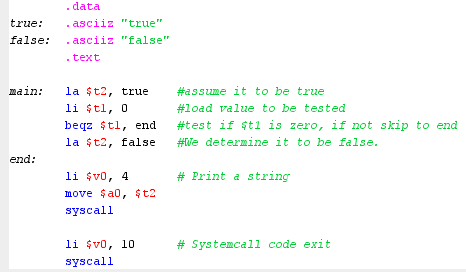 .data
true: .asciiz "true"
false: .asciiz "false"
.text
main: la $t2, true #assume it to be true
li $t1, 0 #load value to be tested
beqz $t1, end #test if $t1 is zero, if not skip to end
la $t2, false #We determine it to be false.
end:
li $v0, 4 # Print a string
move $a0, $t2
syscall
li $v0, 10 # Systemcall code exit
syscall